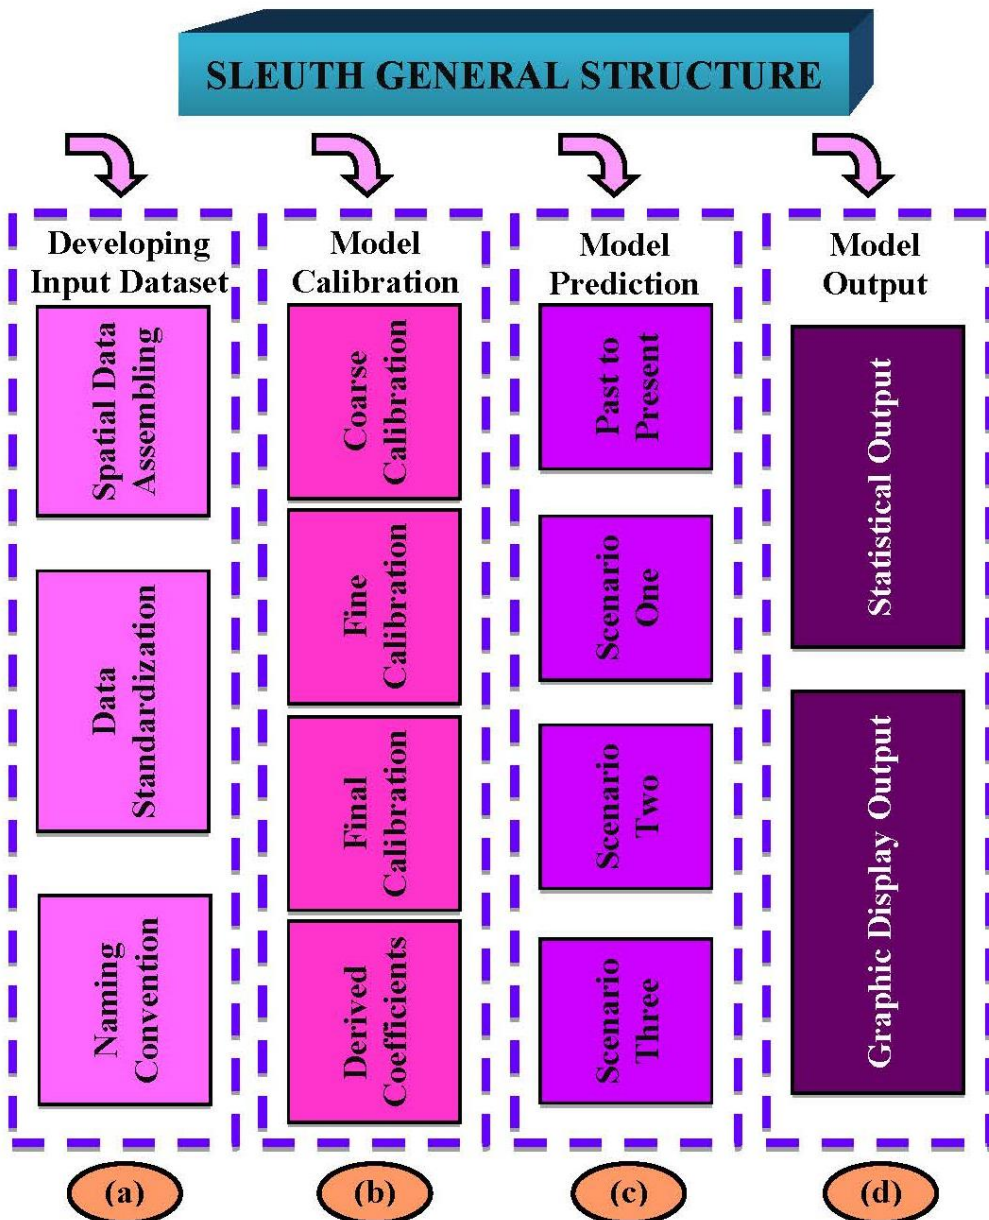 SLEUTH GENERAL STRUCTURE
Developing
Input Dataset
Spatial Data
Assembling
Data
Standardization
Naming
Convention
(a)
Model
Calibration
Coarse
Calibration
Fine
Calibration
Final
Calibration
Derived
Coefficients
(b)
Model
Prediction
Past to
Present
Scenario
One
Scenario
Two
Scenario
Three
(c)
Model
Output
Statistical Output
Graphic Display Output
(d)